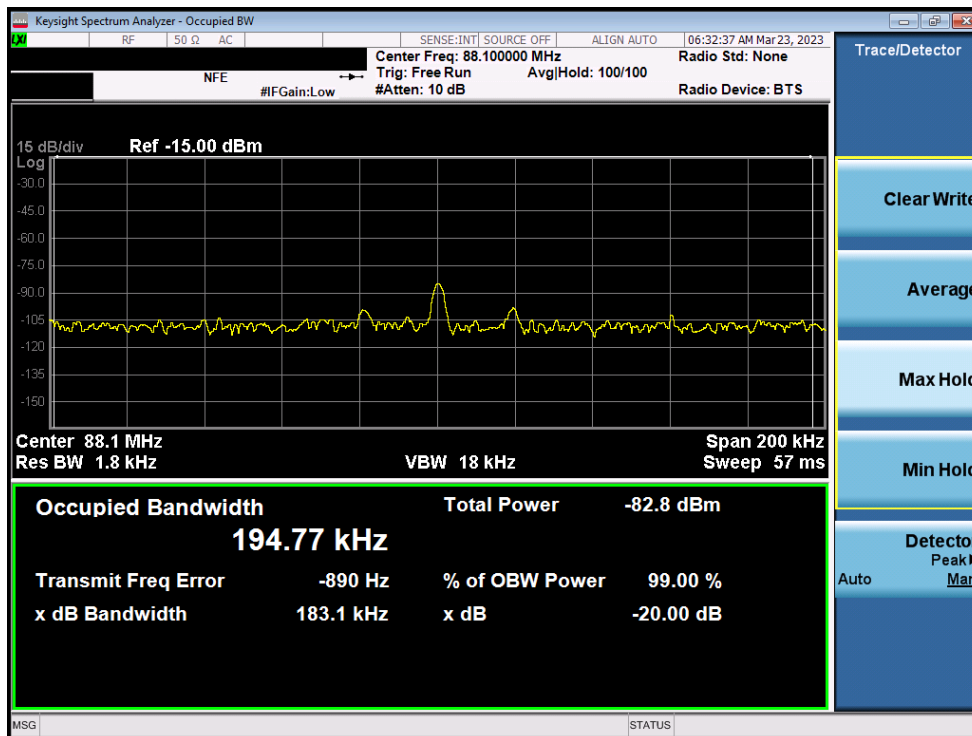 Keysight Spectrum Analyzer - Occupied BW
LXI RF 50 Ω AC SENSE:INT SOURCE OFF ALIGN AUTO 06:32:37 AM Mar 23, 2023
NFE
#IFGain:Low
Center Freq: 88.100000 MHz
Trig: Free Run Avg|Hold: 100/100
#Atten: 10 dB
Radio Std: None
Radio Device: BTS
15 dB/div Ref -15.00 dBm
Log
-30.0
-45.0
-60.0
-75.0
-90.0
-105
-120
-135
-150
Center 88.1 MHz Span 200 kHz
Res BW 1.8 kHz VBW 18 kHz Sweep 57 ms
Occupied Bandwidth Total Power -82.8 dBm
194.77 kHz
Transmit Freq Error -890 Hz % of OBW Power 99.00 %
x dB Bandwidth 183.1 kHz x dB -20.00 dB
MSG STATUS
Trace/Detector
Clear Write
Average
Max Hold
Min Hold
Detector
Peak
Auto Man